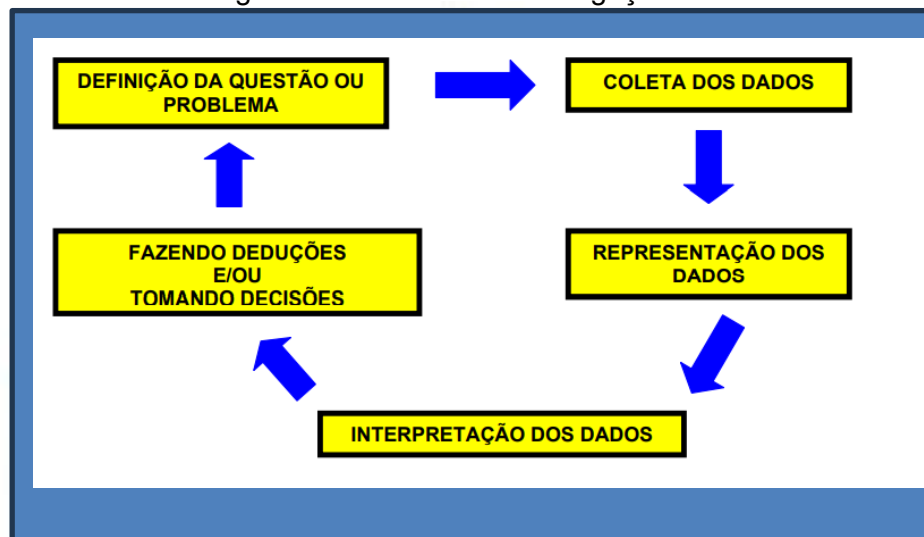 DEFINIÇÃO DA QUESTÃO OU
PROBLEMA
COLETA DOS DADOS
FAZENDO DEDUÇÕES
E/OU
TOMANDO DECISÕES
REPRESENTAÇÃO DOS
DADOS
INTERPRETAÇÃO DOS DADOS